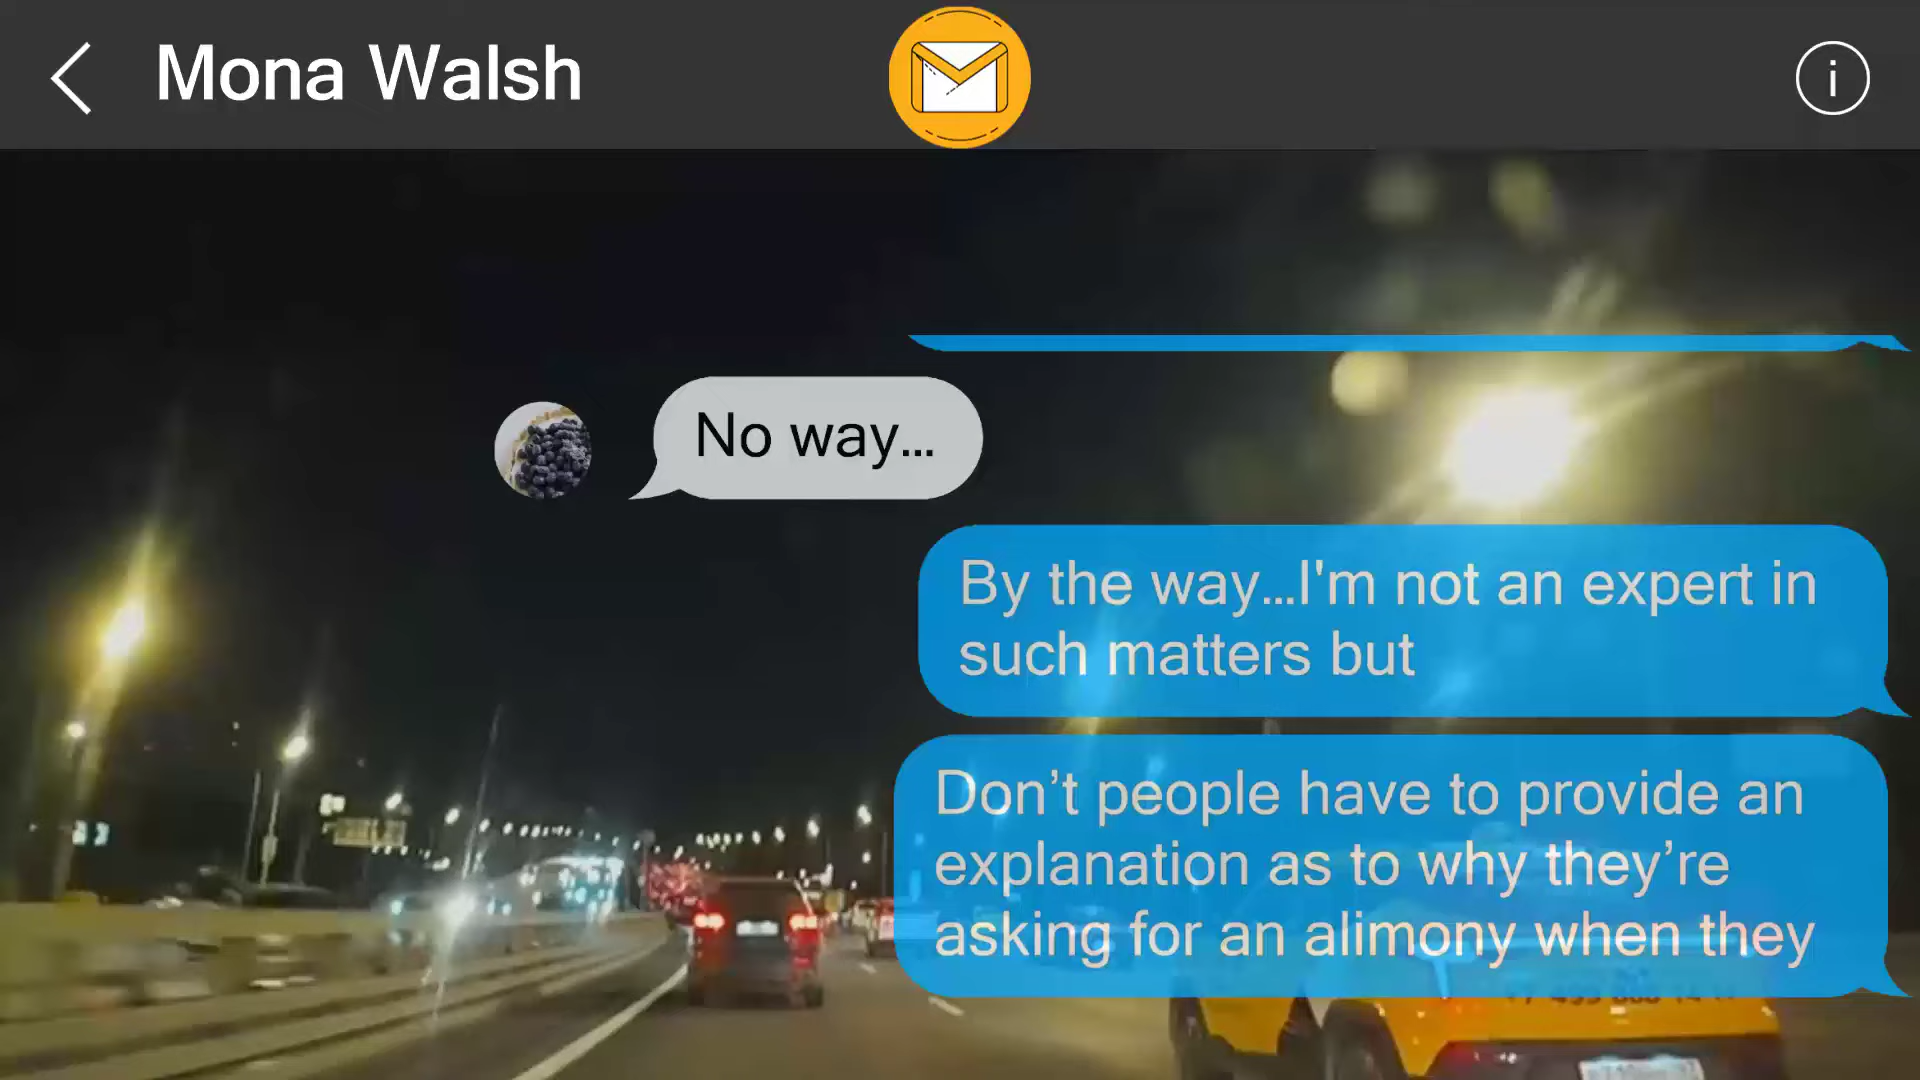 Mona Walsh
i
No way...
By the way...I'm not an expert in
such matters but
Don’t people have to provide an
explanation as to why they’re
asking for an alimony when they